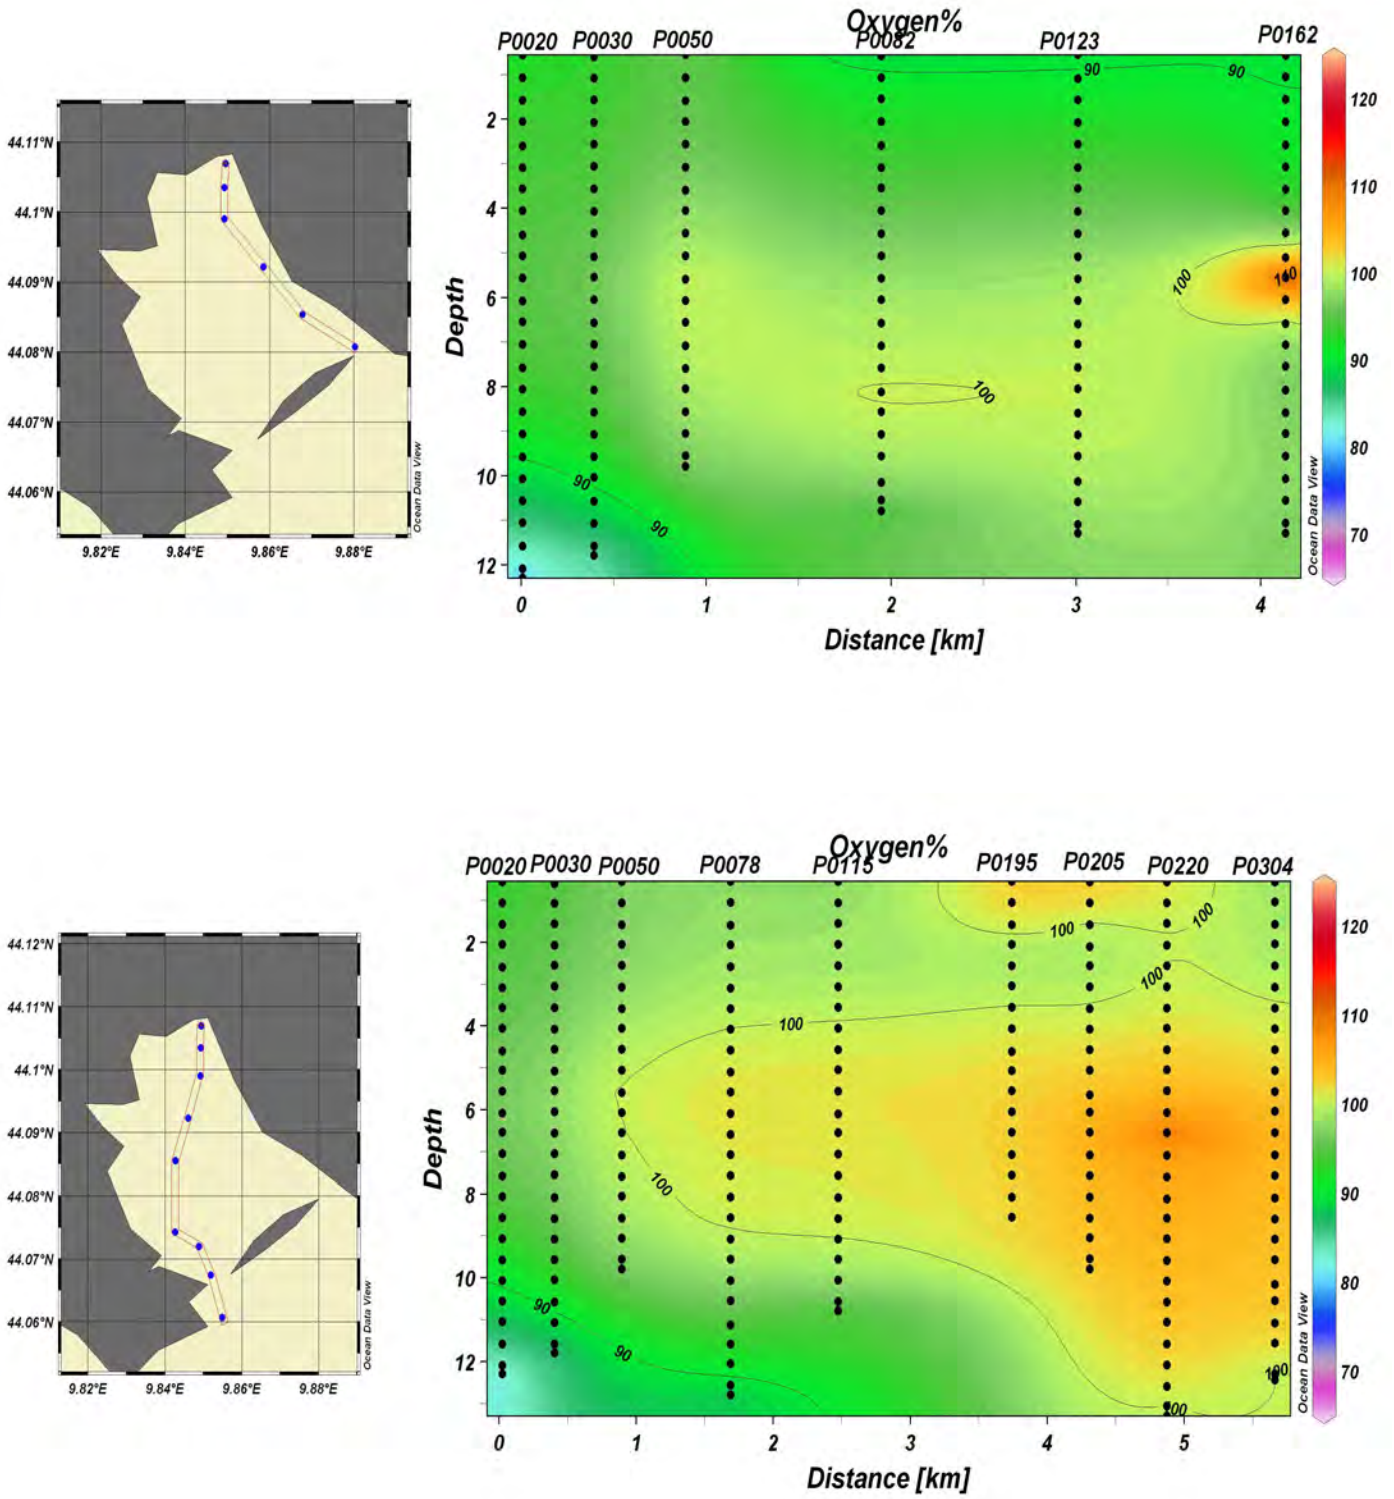 Oxygen%
P0020 P0030 P0050 P0082 P0123 P0162
90 90
2
4
6
8
10
12
Depth
100
110
100
90
90
0 1 2 3 4
Distance [km]
120
110
100
90
80
70
Ocean Data View
44.11°N
44.1°N
44.09°N
44.08°N
44.07°N
44.06°N
9.82°E 9.84°E 9.86°E 9.88°E
Ocean Data View
Oxygen%
P0020 P0030 P0050 P0078 P0115 P0195 P0205 P0220 P0304
100 100
100
100
100
90
90
100
100
2
4
6
8
10
12
Depth
0 1 2 3 4 5
Distance [km]
120
110
100
90
80
70
Ocean Data View
44.12°N
44.11°N
44.1°N
44.09°N
44.08°N
44.07°N
44.06°N
9.82°E 9.84°E 9.86°E 9.88°E
Ocean Data View